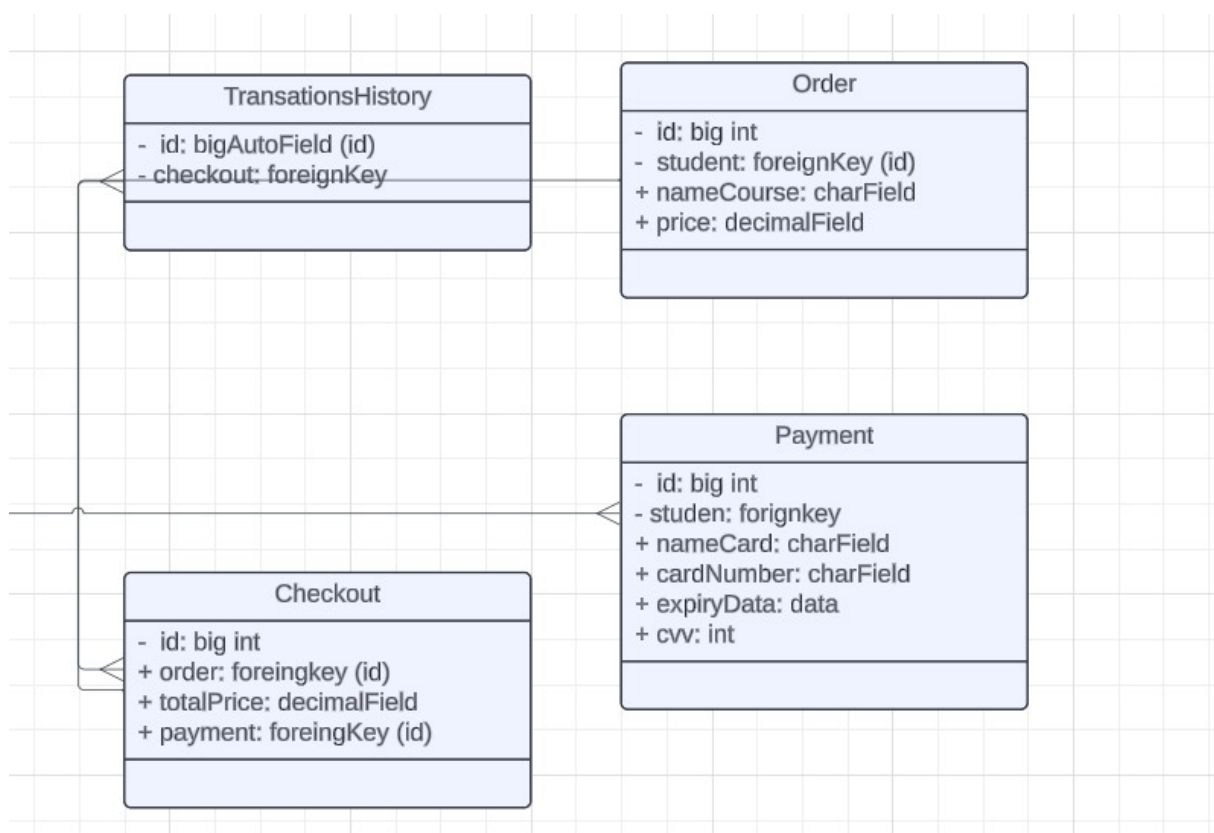 TransationsHistory
- id: bigAutoField (id)
- checkout: foreignKey
Order
- id: big int
- student: foreignKey (id)
+ nameCourse: charField
+ price: decimalField
Payment
- id: big int
- studen: forignkey
+ nameCard: charField
+ cardNumber: charField
+ expiryData: data
+ cvv: int
Checkout
- id: big int
+ order: foreingkey (id)
+ totalPrice: decimalField
+ payment: foreingKey (id)